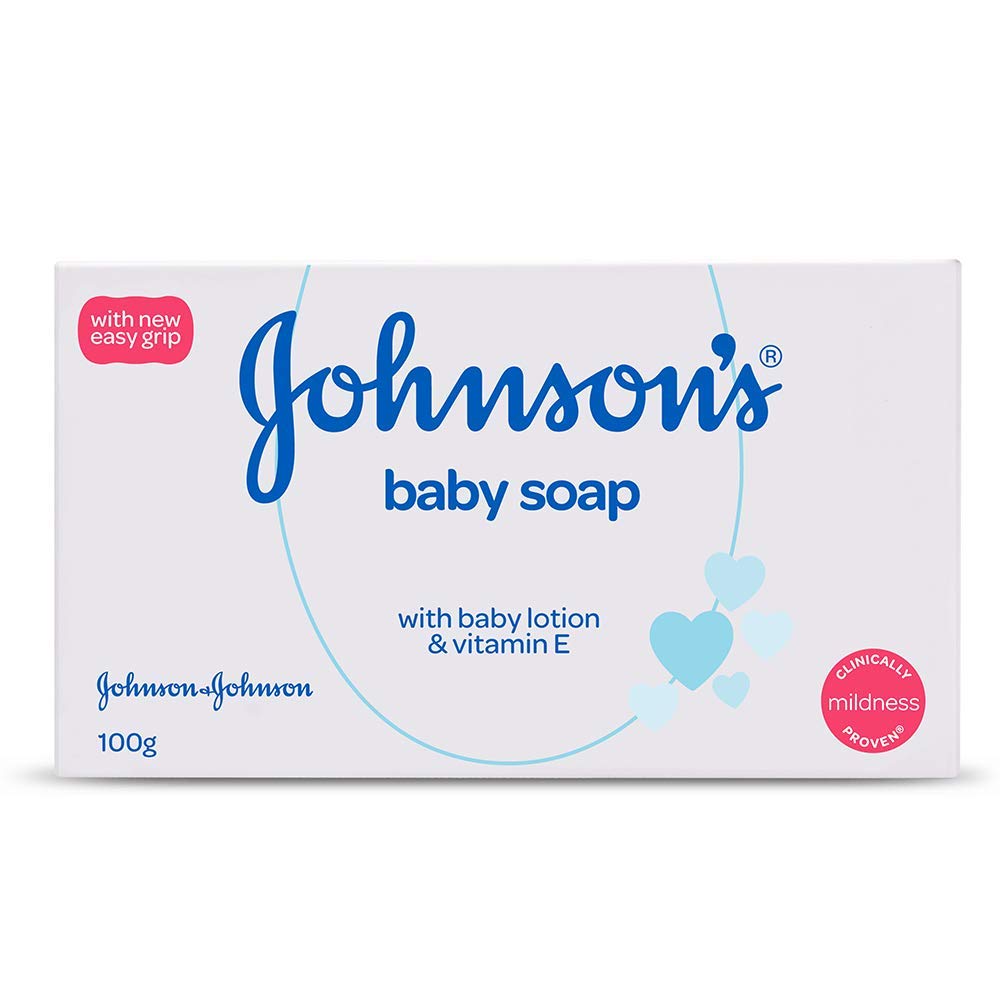 with new
easy grip
Johnson's®
baby soap
with baby lotion
& vitamin E
Johnson & Johnson
100g
CLINICALLY
mildness
PROVEN®